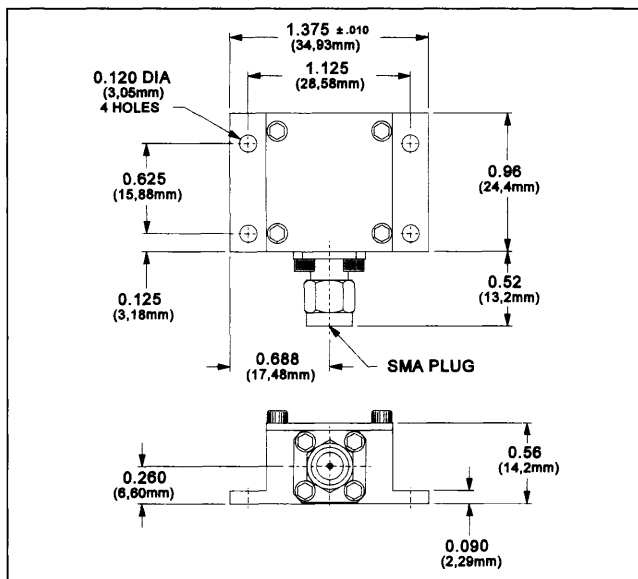 1.375 ±.010
(34,93mm)
1.125
(28,58mm)
0.120 DIA
(3,05mm)
4 HOLES
0.625
(15,88mm)
0.96
(24,4mm)
0.125
(3,18mm)
0.52
(13,2mm)
0.688
(17,48mm)
SMA PLUG
0.260
(6,60mm)
0.56
(14,2mm)
0.090
(2,29mm)